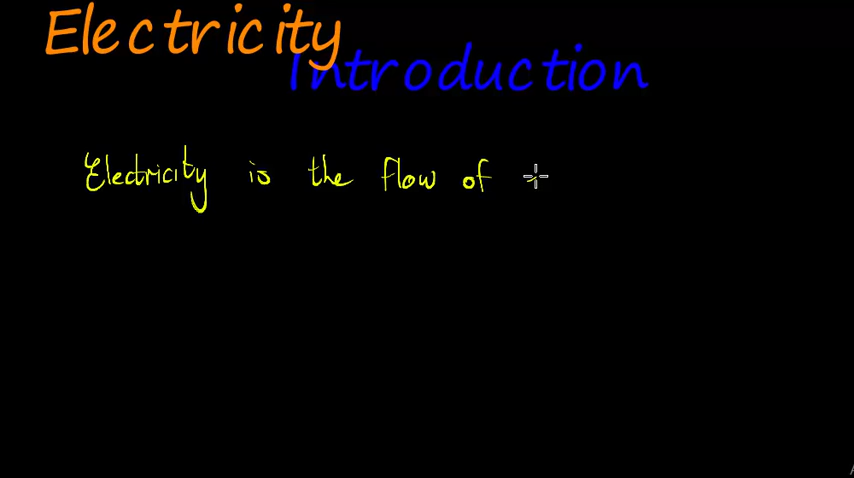 Electricity
Introduction
Electricity is the flow of